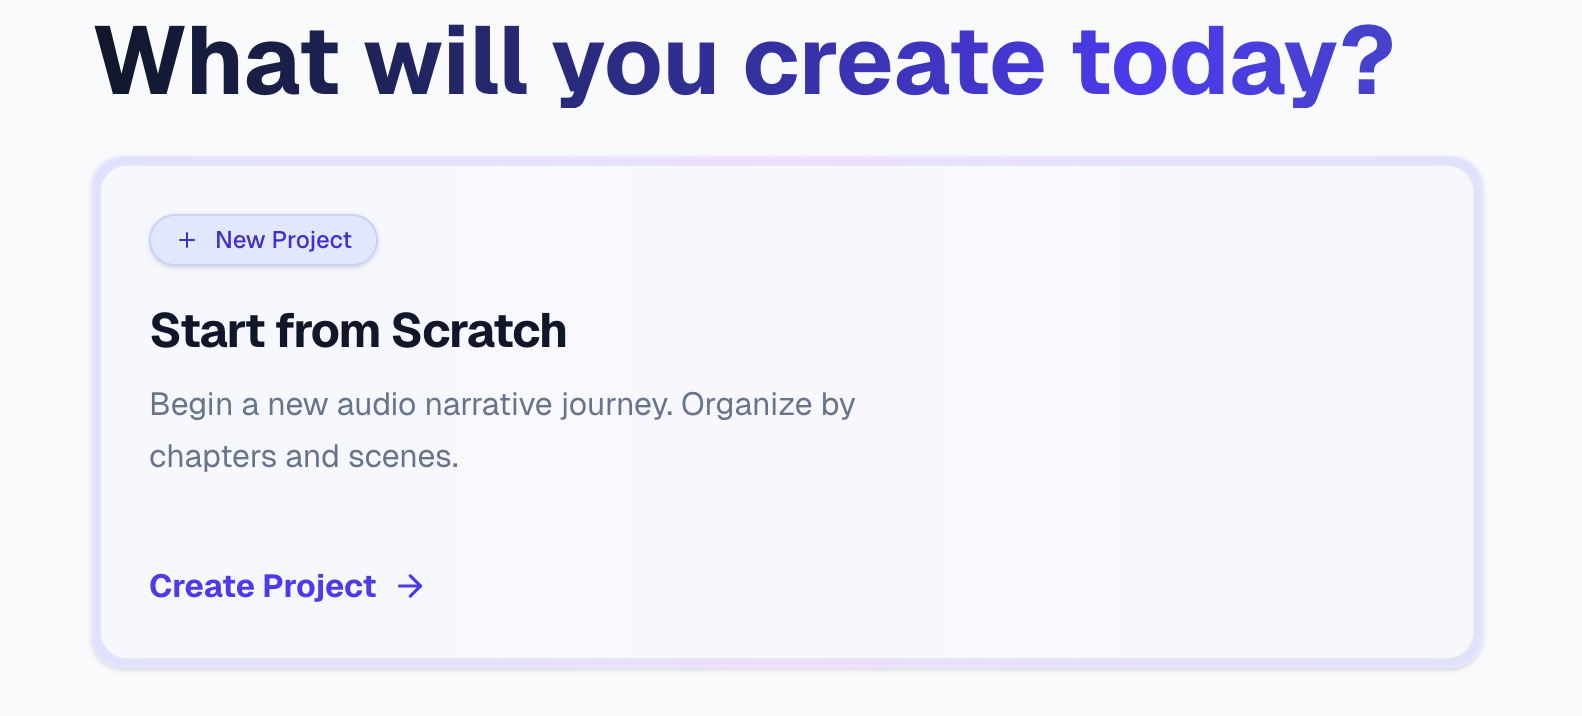 What will you create today?
New Project
Start from Scratch
Begin a new audio narrative journey. Organize by
chapters and scenes.
Create Project